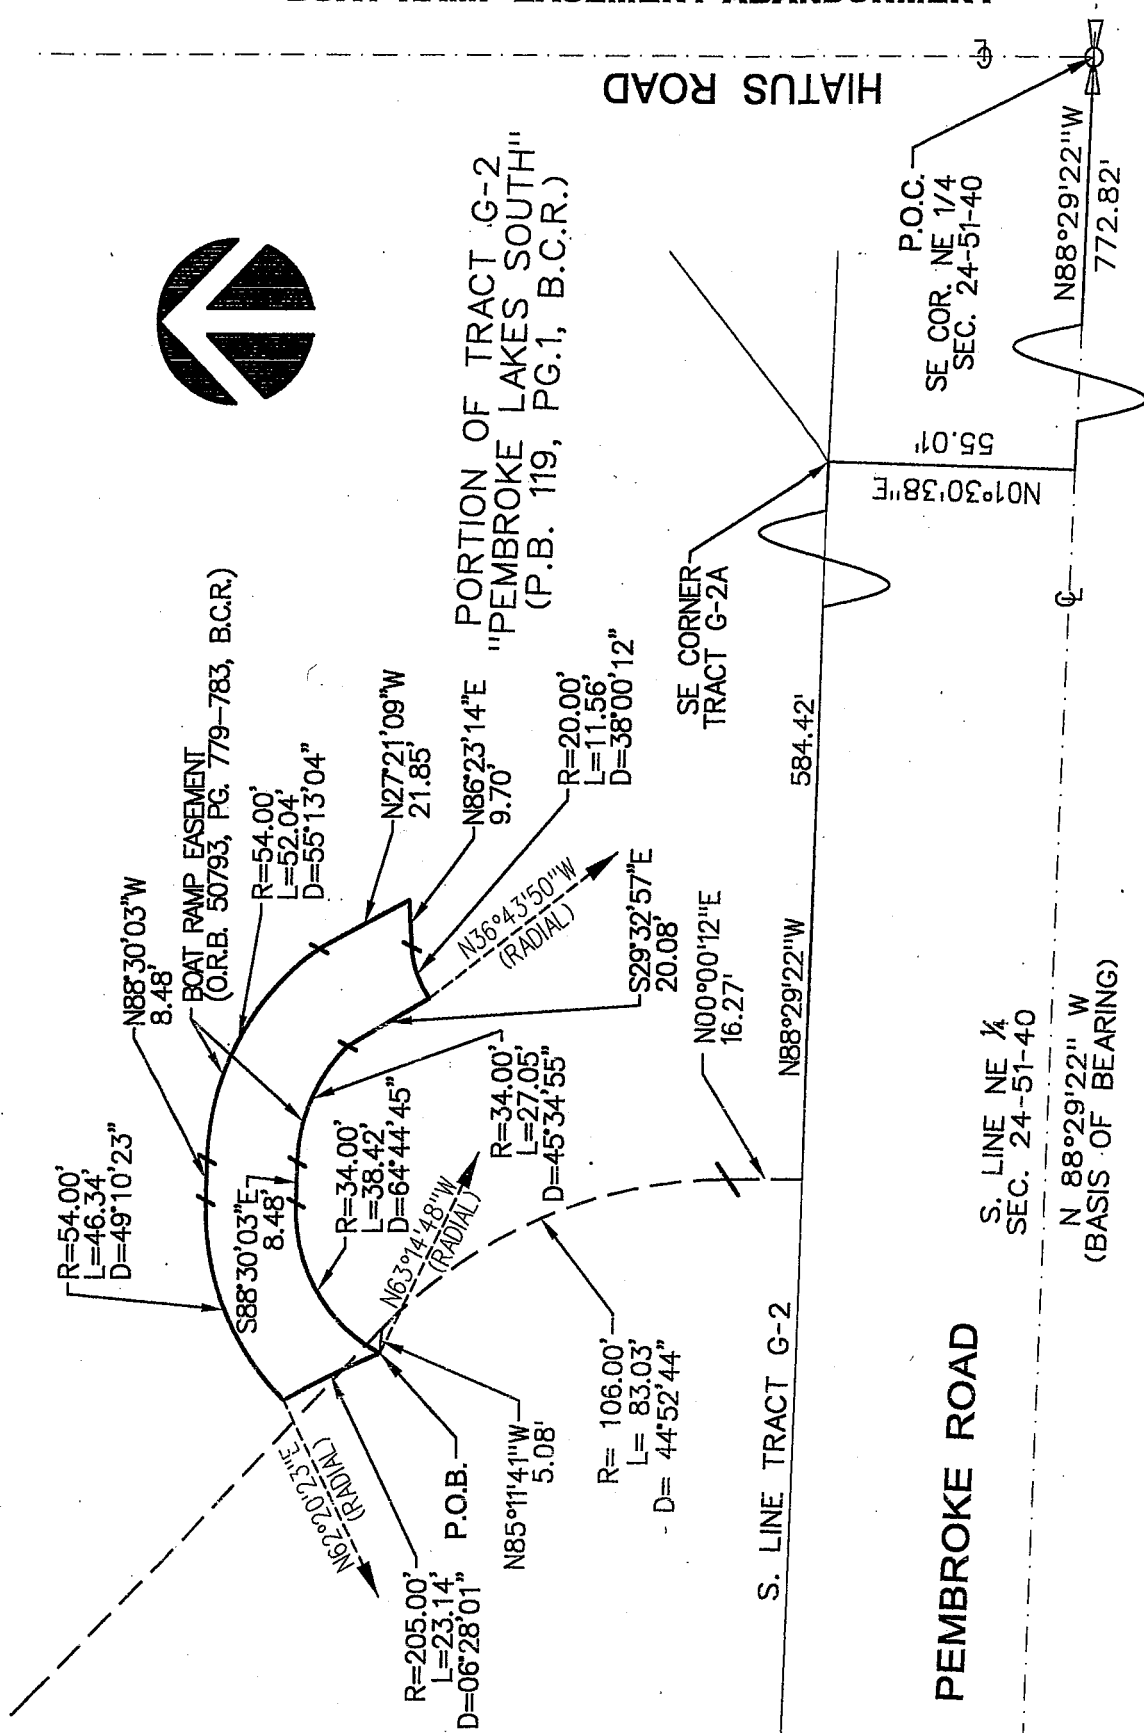 HIATUS ROAD
P.O.C.
SE COR. NE 1/4
SEC. 24-51-40
N88°29'22"W
772.82'
PORTION OF TRACT G-2
"PEMBROKE LAKES SOUTH"
(P.B. 119, PG.1, B.C.R.)
N01°30'38"E
55.01'
SE CORNER
TRACT G-2A
584.42'
N88°29'22"W
BOAT RAMP EASEMENT
(O.R.B. 50793, PG. 779-783, B.C.R.)
R=54.00'
L=52.04'
D=55°13'04"
N27°21'09"W
21.85'
N86°23'14"E
9.70'
R=20.00'
L=11.56'
D=38°00'12"
N36°43'50"W
(RADIAL)
S29°32'57"E
20.08'
N00°00'12"E
16.27'
N88°30'03"W
8.48'
R=54.00'
L=46.34'
D=49°10'23"
S88°30'03"E
8.48'
R=34.00'
L=38.42'
D=64°44'45"
R=34.00'
L=27.05'
D=45°34'55"
N63°14'48"W
(RADIAL)
N62°20'23"E
(RADIAL)
P.O.B.
R=205.00'
L=23.14'
D=06°28'01"
N85°11'41"W
5.08'
R= 106.00'
L= 83.03'
D= 44°52'44"
S. LINE TRACT G-2
S. LINE NE ¼
SEC. 24-51-40
N 88°29'22" W
(BASIS OF BEARING)
PEMBROKE ROAD